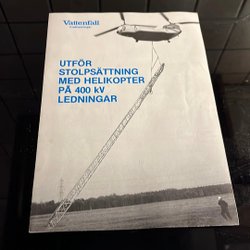 Vattenfall
UTFÖR
STOLPSÄTTNING
MED HELIKOPTER
PÅ 400 kV
LEDNINGAR